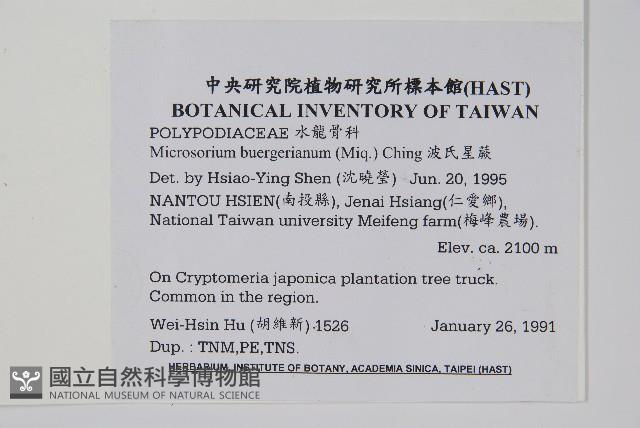 中央研究院植物研究所標本館(HAST)
BOTANICAL INVENTORY OF TAIWAN
POLYPODIACEAE 水龍骨科
Microsorium buergerianum (Miq.) Ching 波氏星蕨
Det. by Hsiao-Ying Shen (沈曉瑩) Jun. 20, 1995
NANTOU HSIEN(南投縣), Jenai Hsiang(仁愛鄉),
National Taiwan university Meifeng farm(梅峰農場).
Elev. ca. 2100 m
On Cryptomeria japonica plantation tree truck.
Common in the region.
Wei-Hsin Hu (胡維新) 1526 January 26, 1991
Dup. : TNM,PE,TNS.
HERBARIUM, INSTITUTE OF BOTANY, ACADEMIA SINICA, TAIPEI (HAST)
國立自然科學博物館
NATIONAL MUSEUM OF NATURAL SCIENCE